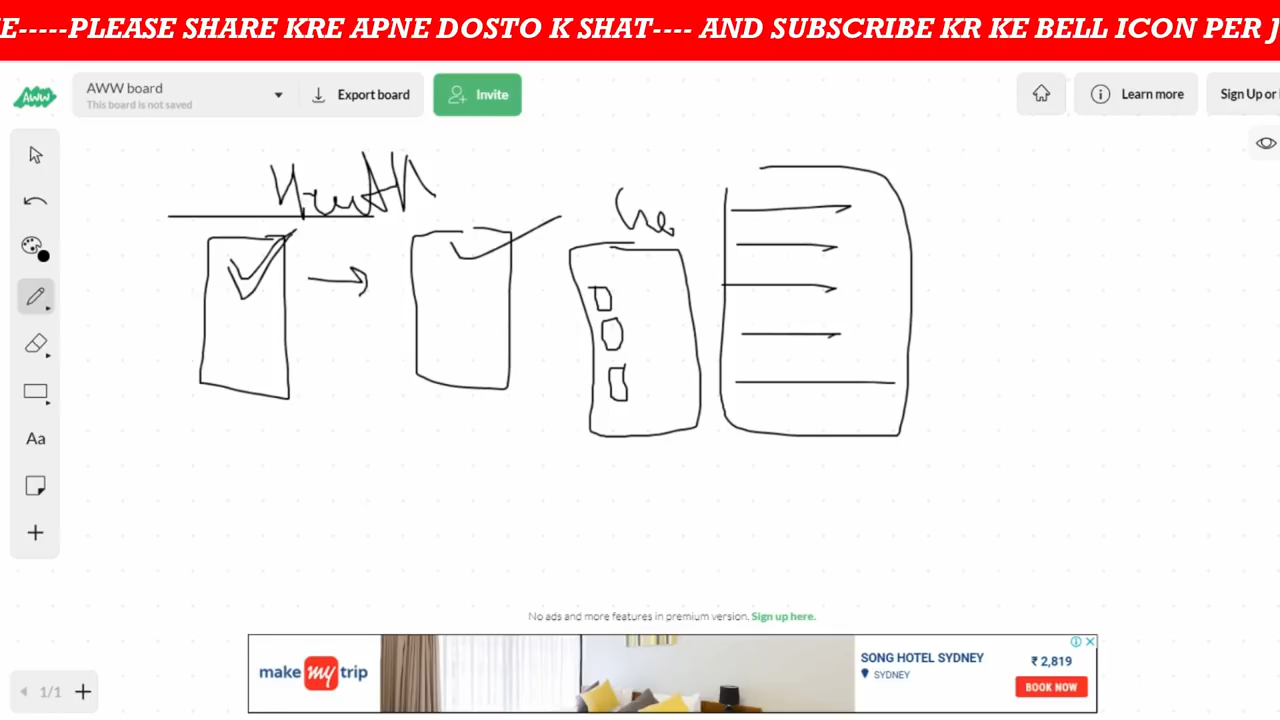 E-----PLEASE SHARE KRE APNE DOSTO K SHAT---- AND SUBSCRIBE KR KE BELL ICON PER J
AWW
AWW board
This board is not saved
Export board
Invite
Learn more
Sign Up or
Aa
No ads and more features in premium version. Sign up here.
make my trip
SONG HOTEL SYDNEY
SYDNEY
₹ 2,819
BOOK NOW
1/1